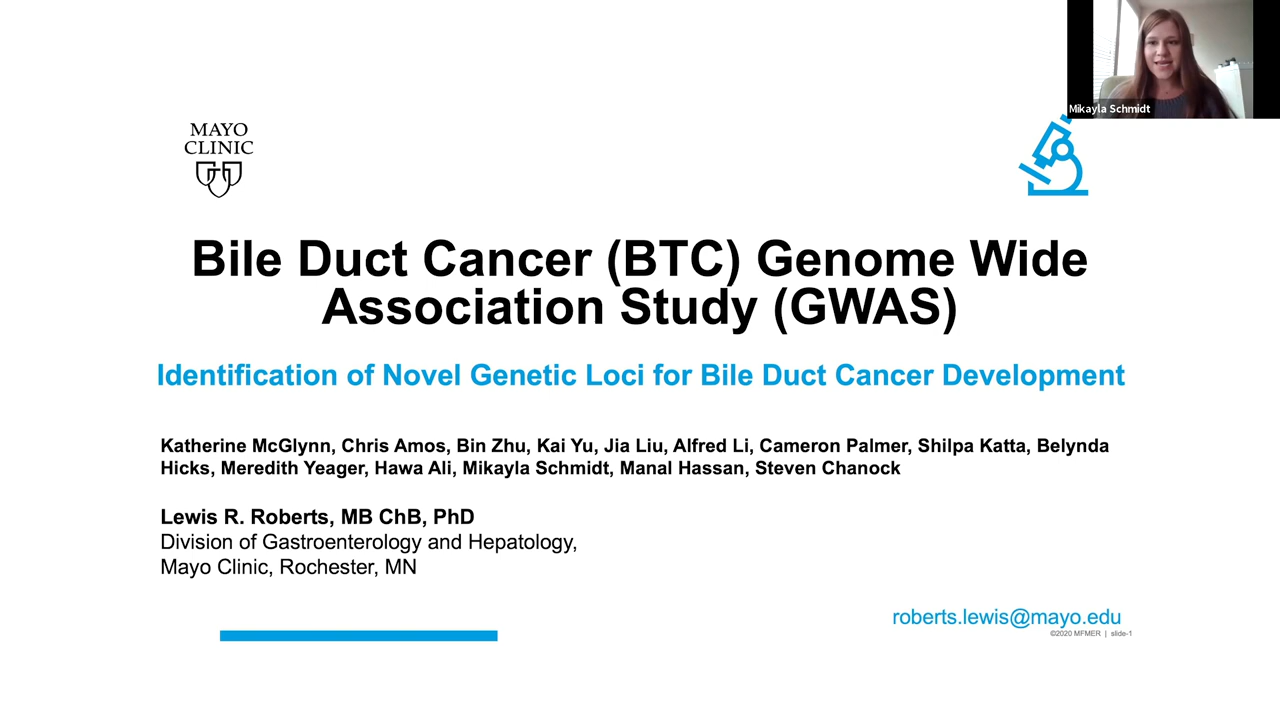 Mikayla Schmidt
MAYO
CLINIC
Bile Duct Cancer (BTC) Genome Wide
Association Study (GWAS)
Identification of Novel Genetic Loci for Bile Duct Cancer Development
Katherine McGlynn, Chris Amos, Bin Zhu, Kai Yu, Jia Liu, Alfred Li, Cameron Palmer, Shilpa Katta, Belynda
Hicks, Meredith Yeager, Hawa Ali, Mikayla Schmidt, Manal Hassan, Steven Chanock
Lewis R. Roberts, MB ChB, PhD
Division of Gastroenterology and Hepatology,
Mayo Clinic, Rochester, MN
roberts.lewis@mayo.edu
©2020 MFMER | slide-1